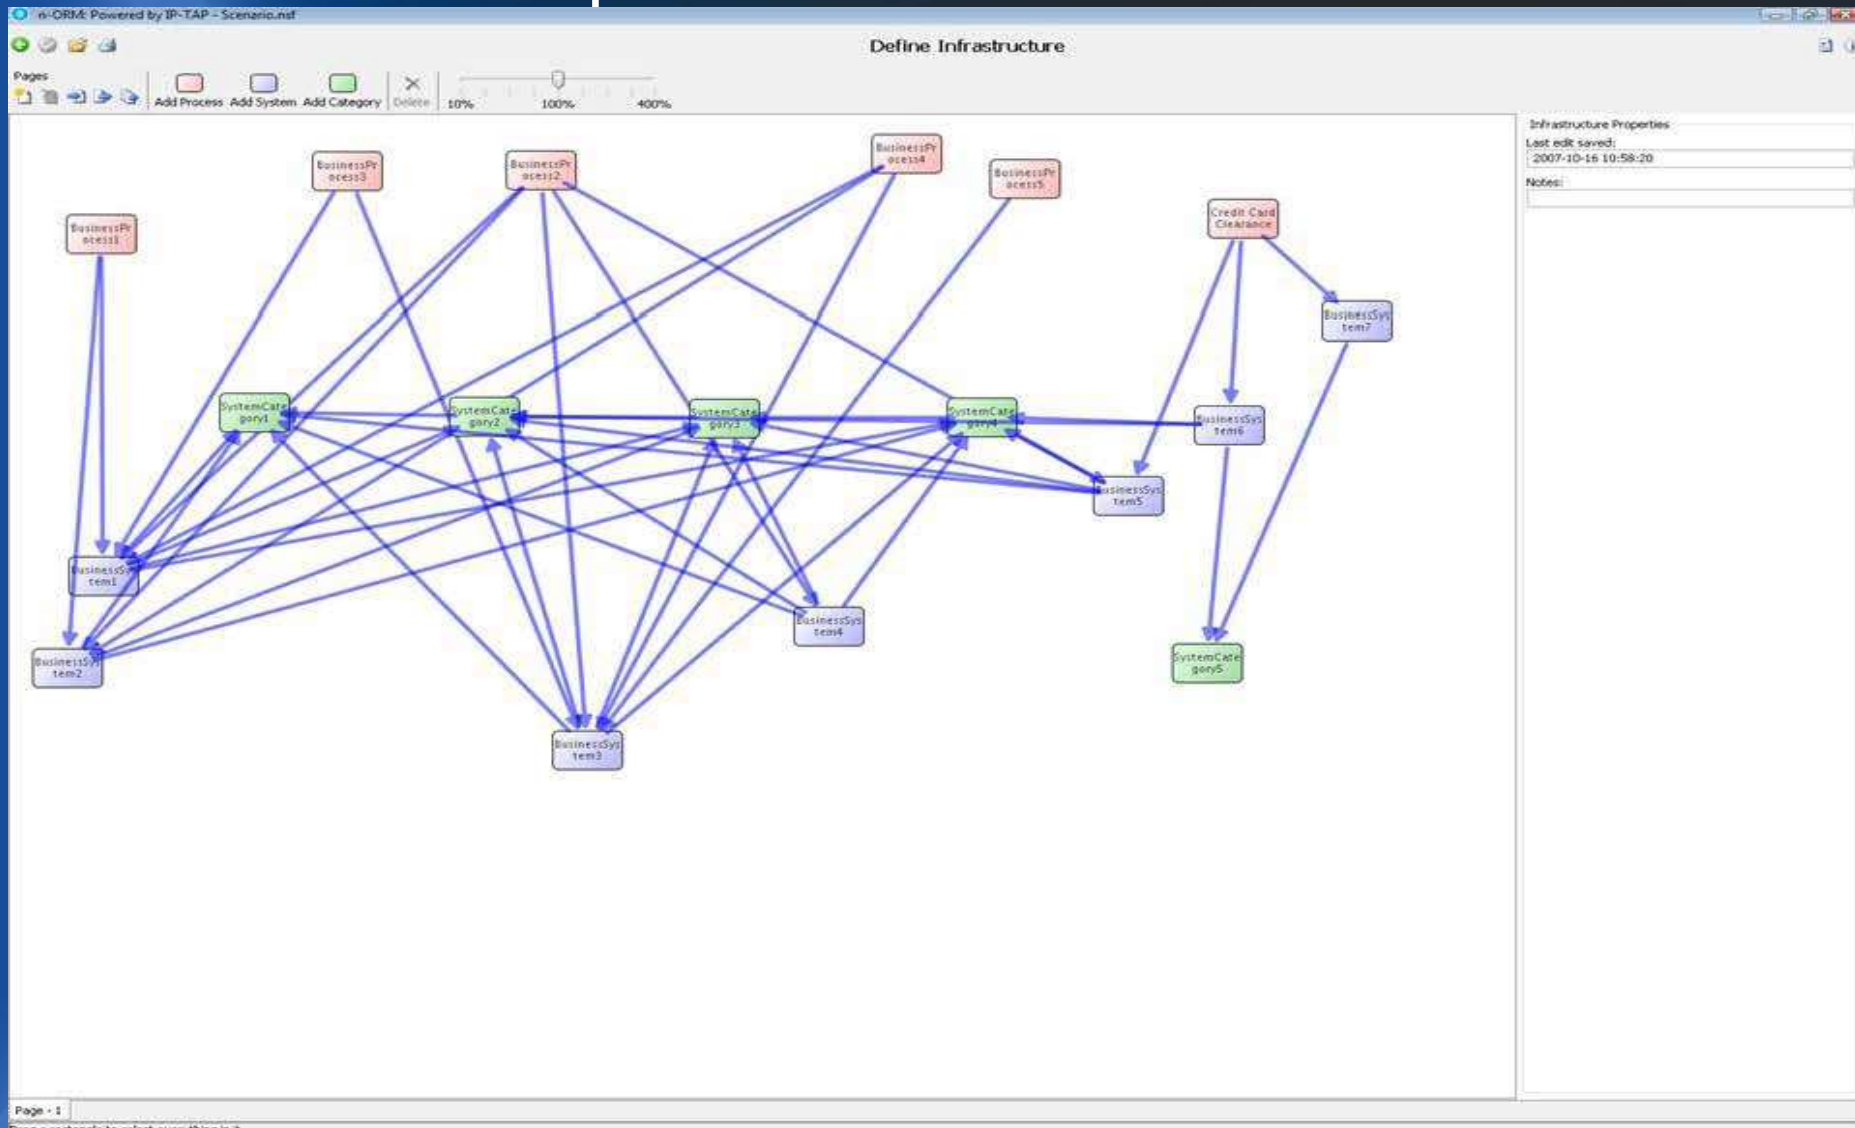 n-ORM: Powered by IP-TAP - Scenario.nsf
Define Infrastructure
Pages
Add Process Add System Add Category Delete
10% 100% 400%
Infrastructure Properties
Last edit saved:
2007-10-16 10:58:20
Notes:
BusinessPr
ocess4
BusinessPr
ocess3
BusinessPr
ocess2
BusinessPr
ocess5
Credit Card
Clearance
BusinessPr
ocess1
BusinessSys
tem7
SystemCate
gory1
SystemCate
gory2
SystemCate
gory3
SystemCate
gory4
BusinessSys
tem6
BusinessSys
tem5
BusinessSys
tem1
BusinessSys
tem4
BusinessSys
tem2
SystemCate
gory5
BusinessSys
tem3
Page - 1